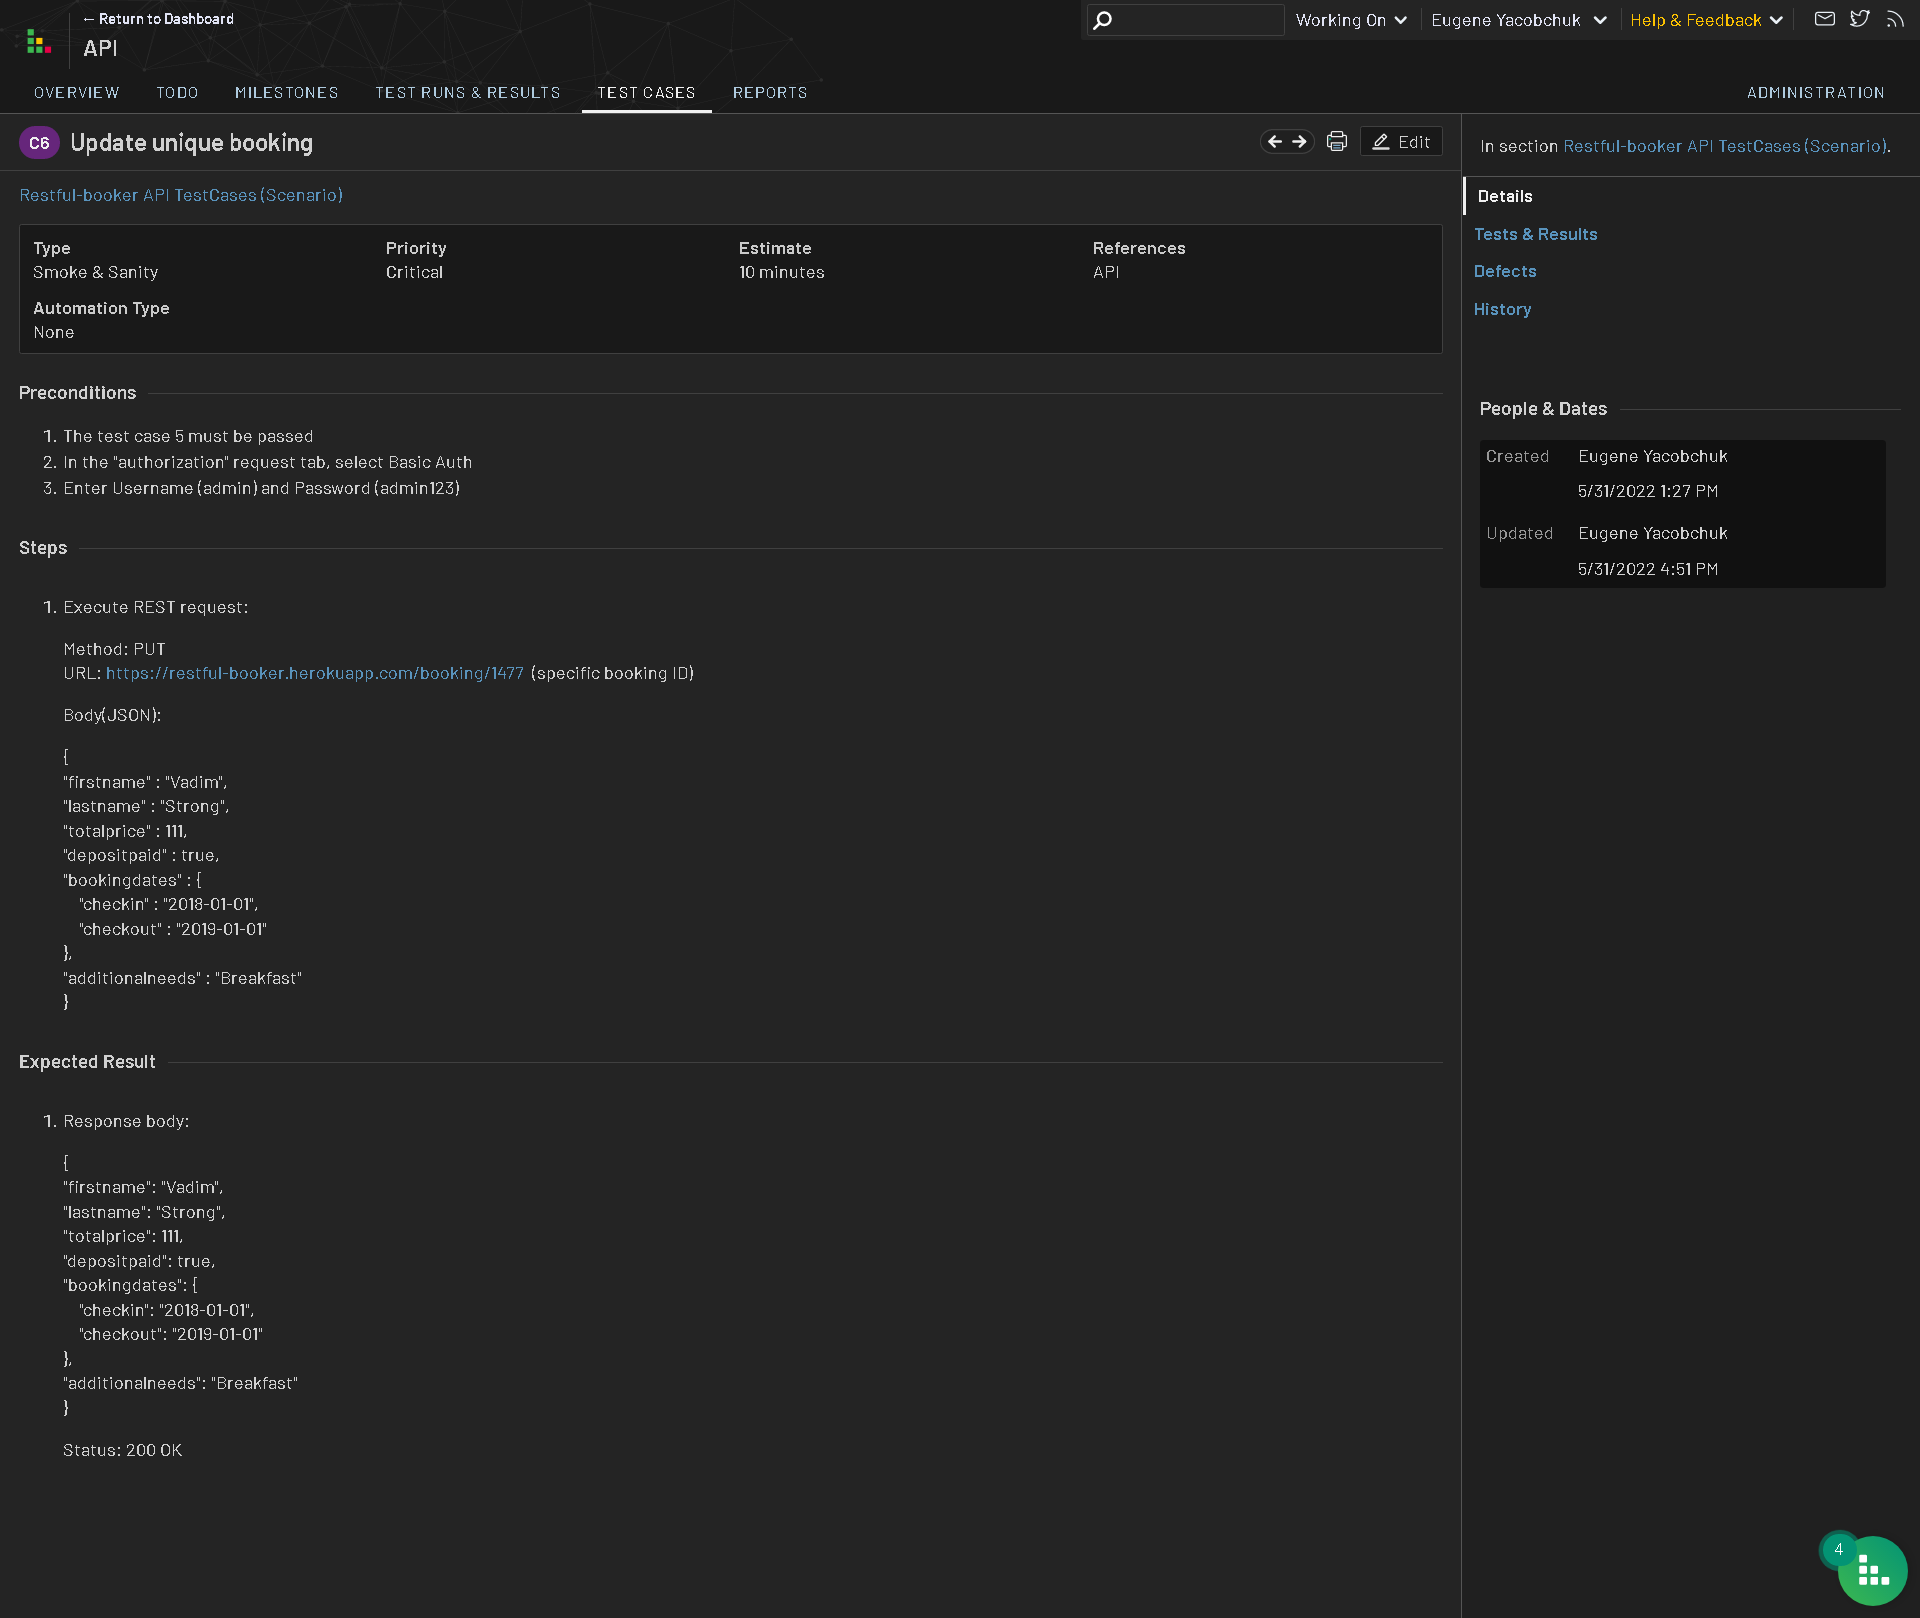 ← Return to Dashboard
API
Working On
Eugene Yacobchuk
Help & Feedback
OVERVIEW
TODO
MILESTONES
TEST RUNS & RESULTS
TEST CASES
REPORTS
ADMINISTRATION
C6 Update unique booking
Edit
Restful-booker API TestCases (Scenario)
Type
Smoke & Sanity
Priority
Critical
Estimate
10 minutes
References
API
Automation Type
None
Preconditions
1. The test case 5 must be passed
2. In the "authorization" request tab, select Basic Auth
3. Enter Username (admin) and Password (admin123)
Steps
1. Execute REST request:
Method: PUT
URL: https://restful-booker.herokuapp.com/booking/1477 (specific booking ID)
Body(JSON):
{
"firstname" : "Vadim",
"lastname" : "Strong",
"totalprice" : 111,
"depositpaid" : true,
"bookingdates" : {
"checkin" : "2018-01-01",
"checkout" : "2019-01-01"
},
"additionalneeds" : "Breakfast"
}
Expected Result
1. Response body:
{
"firstname": "Vadim",
"lastname": "Strong",
"totalprice": 111,
"depositpaid": true,
"bookingdates": {
"checkin": "2018-01-01",
"checkout": "2019-01-01"
},
"additionalneeds": "Breakfast"
}
Status: 200 OK
In section Restful-booker API TestCases (Scenario).
Details
Tests & Results
Defects
History
People & Dates
Created Eugene Yacobchuk
5/31/2022 1:27 PM
Updated Eugene Yacobchuk
5/31/2022 4:51 PM
4